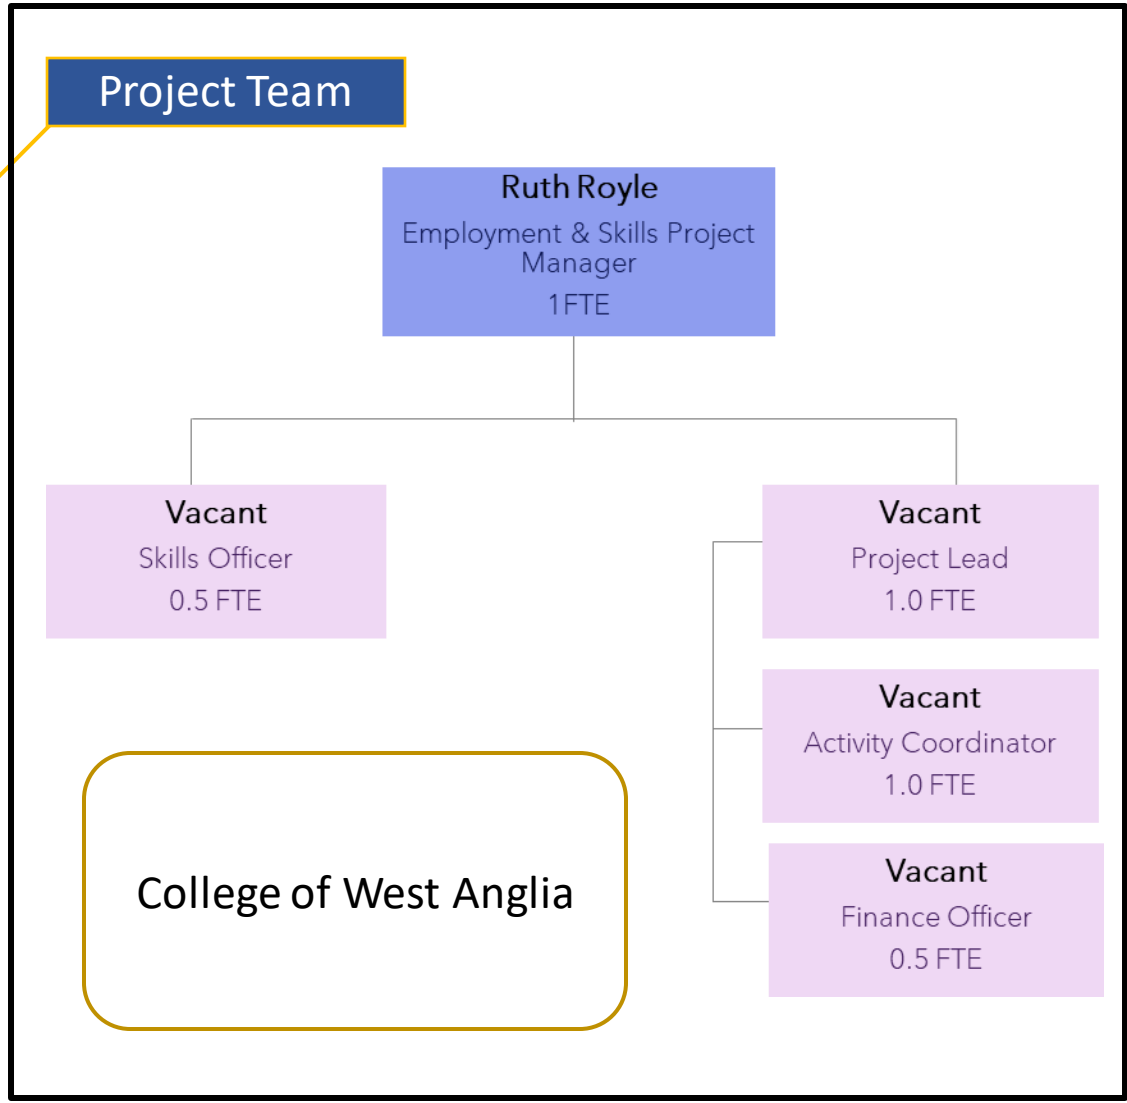 Project Team
Ruth Royle
Employment & Skills Project
Manager
1FTE
Vacant
Skills Officer
0.5 FTE
Vacant
Project Lead
1.0 FTE
Vacant
Activity Coordinator
1.0 FTE
Vacant
Finance Officer
0.5 FTE
College of West Anglia